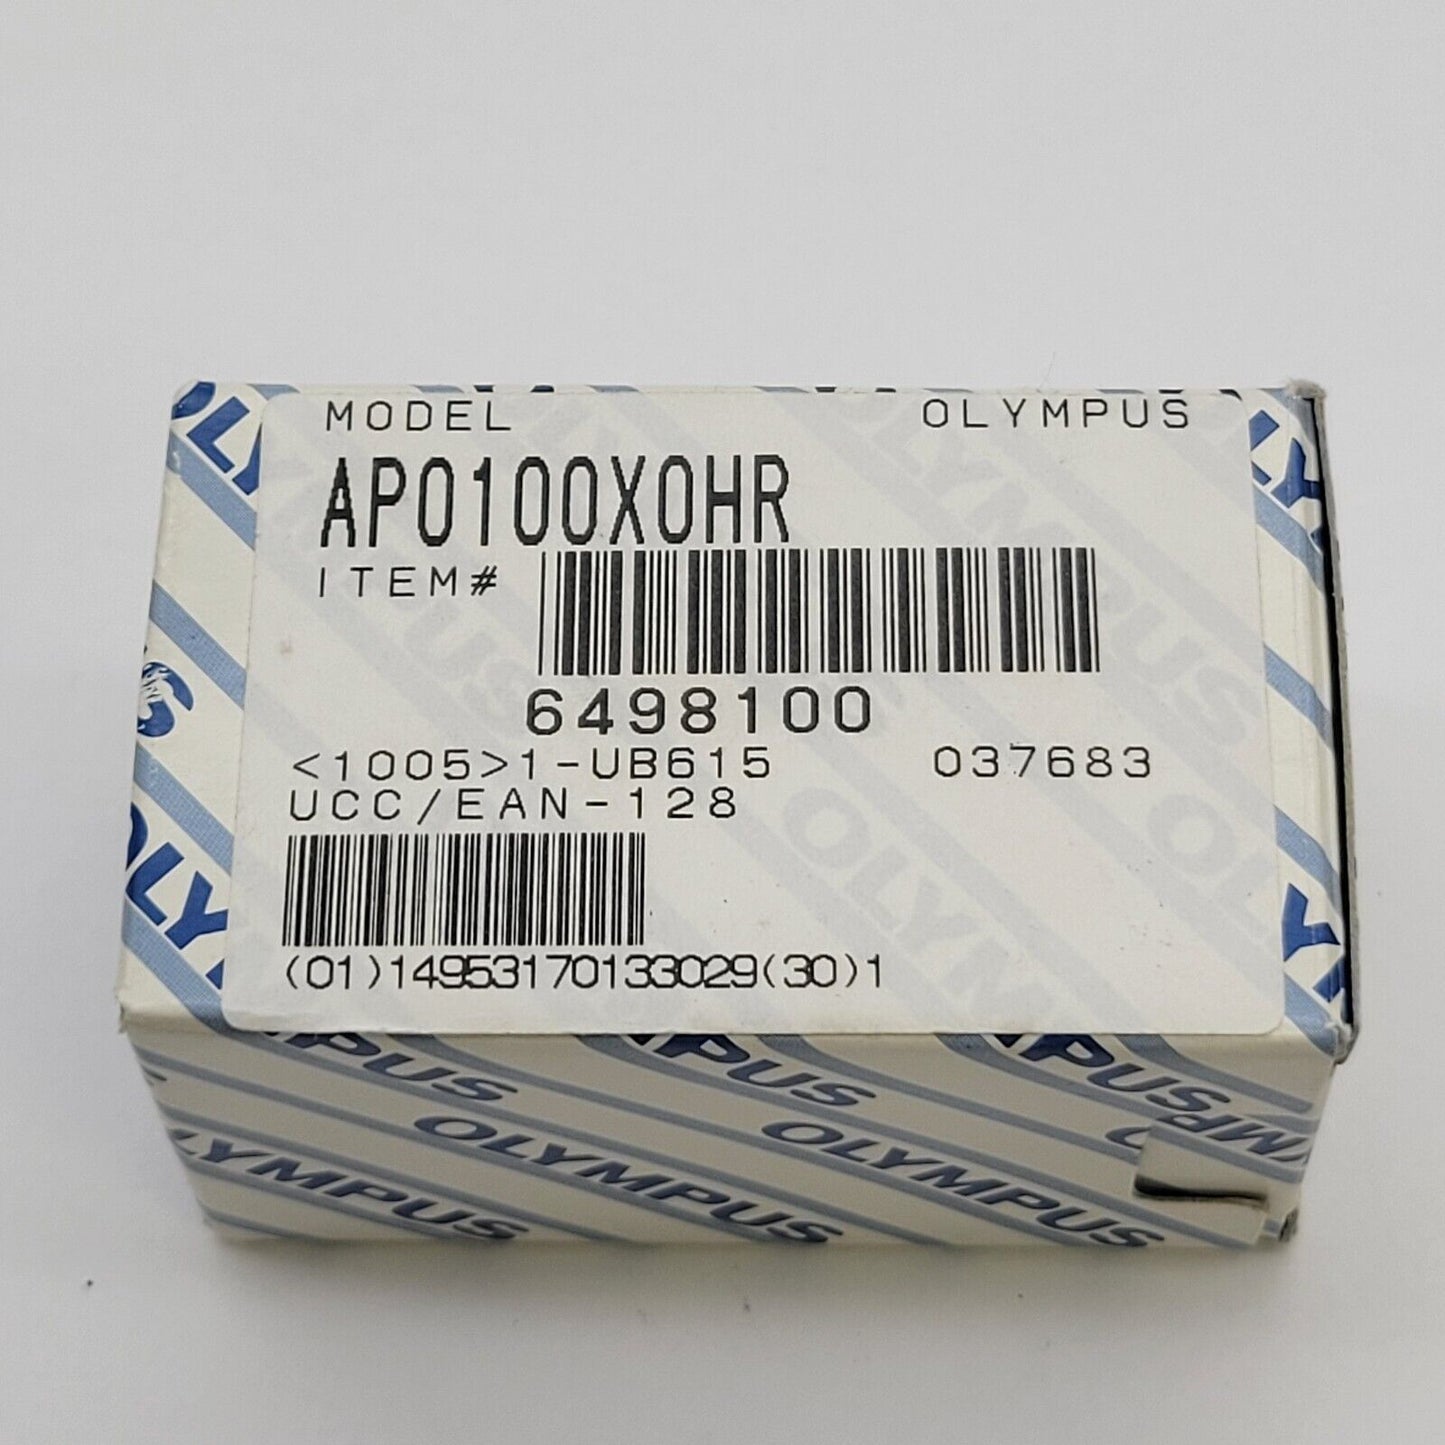 MODEL OLYMPUS
APO100XOHR
ITEM#
6498100
<1005>1-UB615 037683
UCC/EAN-128
(01)14953170133029(30)1
OLYMPUS OLYMPUS OLYMPUS